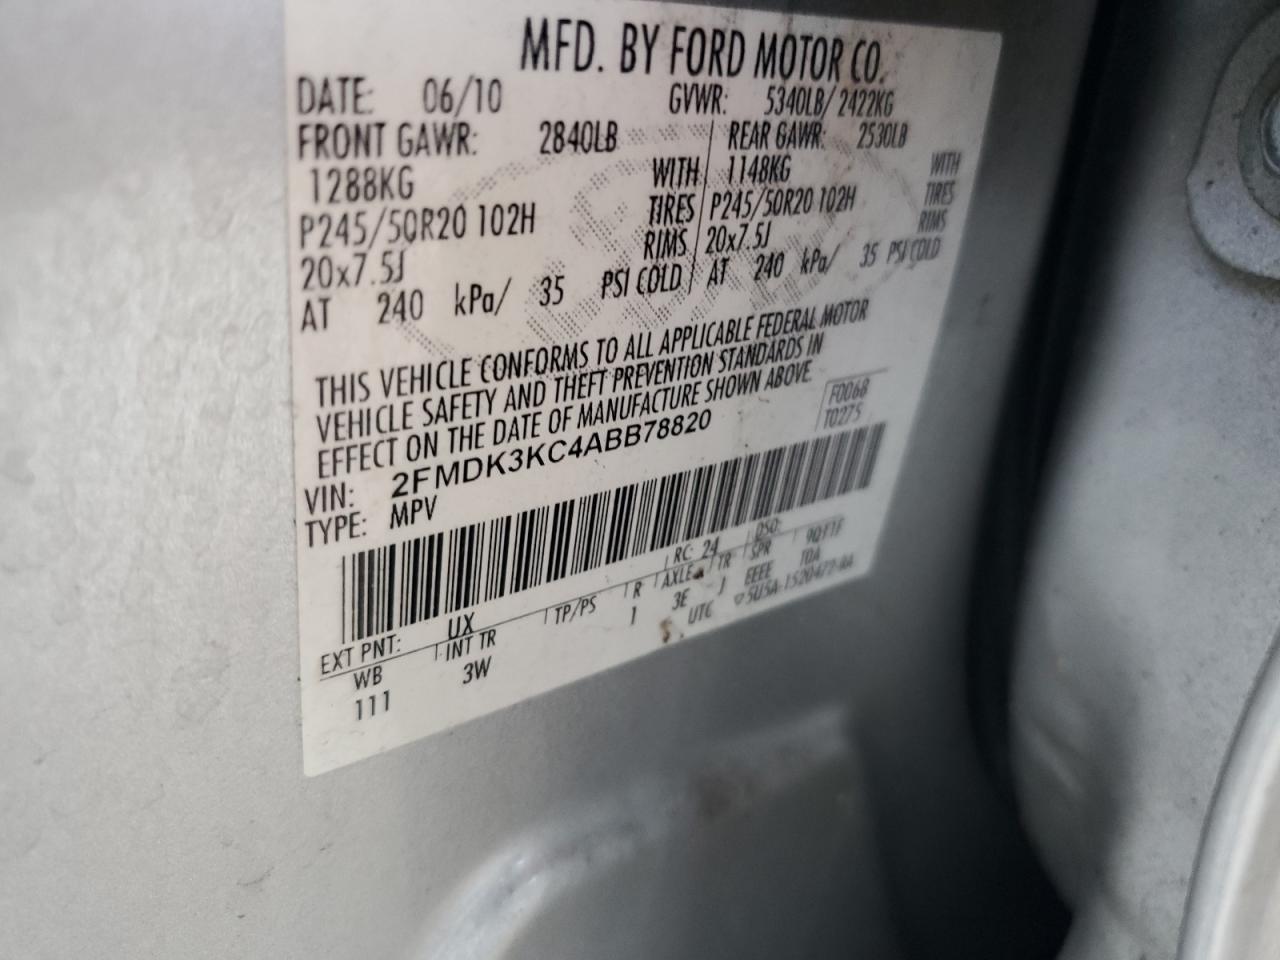 MFD. BY FORD MOTOR CO.
DATE: 06/10 GVWR: 5340LB/ 2422KG
FRONT GAWR: 2840LB REAR GAWR: 2530LB
1288KG WITH 1148KG WITH
P245/50R20 102H TIRES P245/50R20 102H TIRES
20x7.5J RIMS 20x7.5J RIMS
AT 240 kPa/ 35 PSI COLD AT 240 kPa/ 35 PSI COLD
THIS VEHICLE CONFORMS TO ALL APPLICABLE FEDERAL MOTOR
VEHICLE SAFETY AND THEFT PREVENTION STANDARDS IN
EFFECT ON THE DATE OF MANUFACTURE SHOWN ABOVE
F0068
T0275
VIN: 2FMDK3KC4ABB78820
TYPE: MPV
EXT PNT: UX RC: 24 DSO:
WB INT TR TP/PS R AXLE TR SPR
111 3W 1 3E J EEEE
UTC